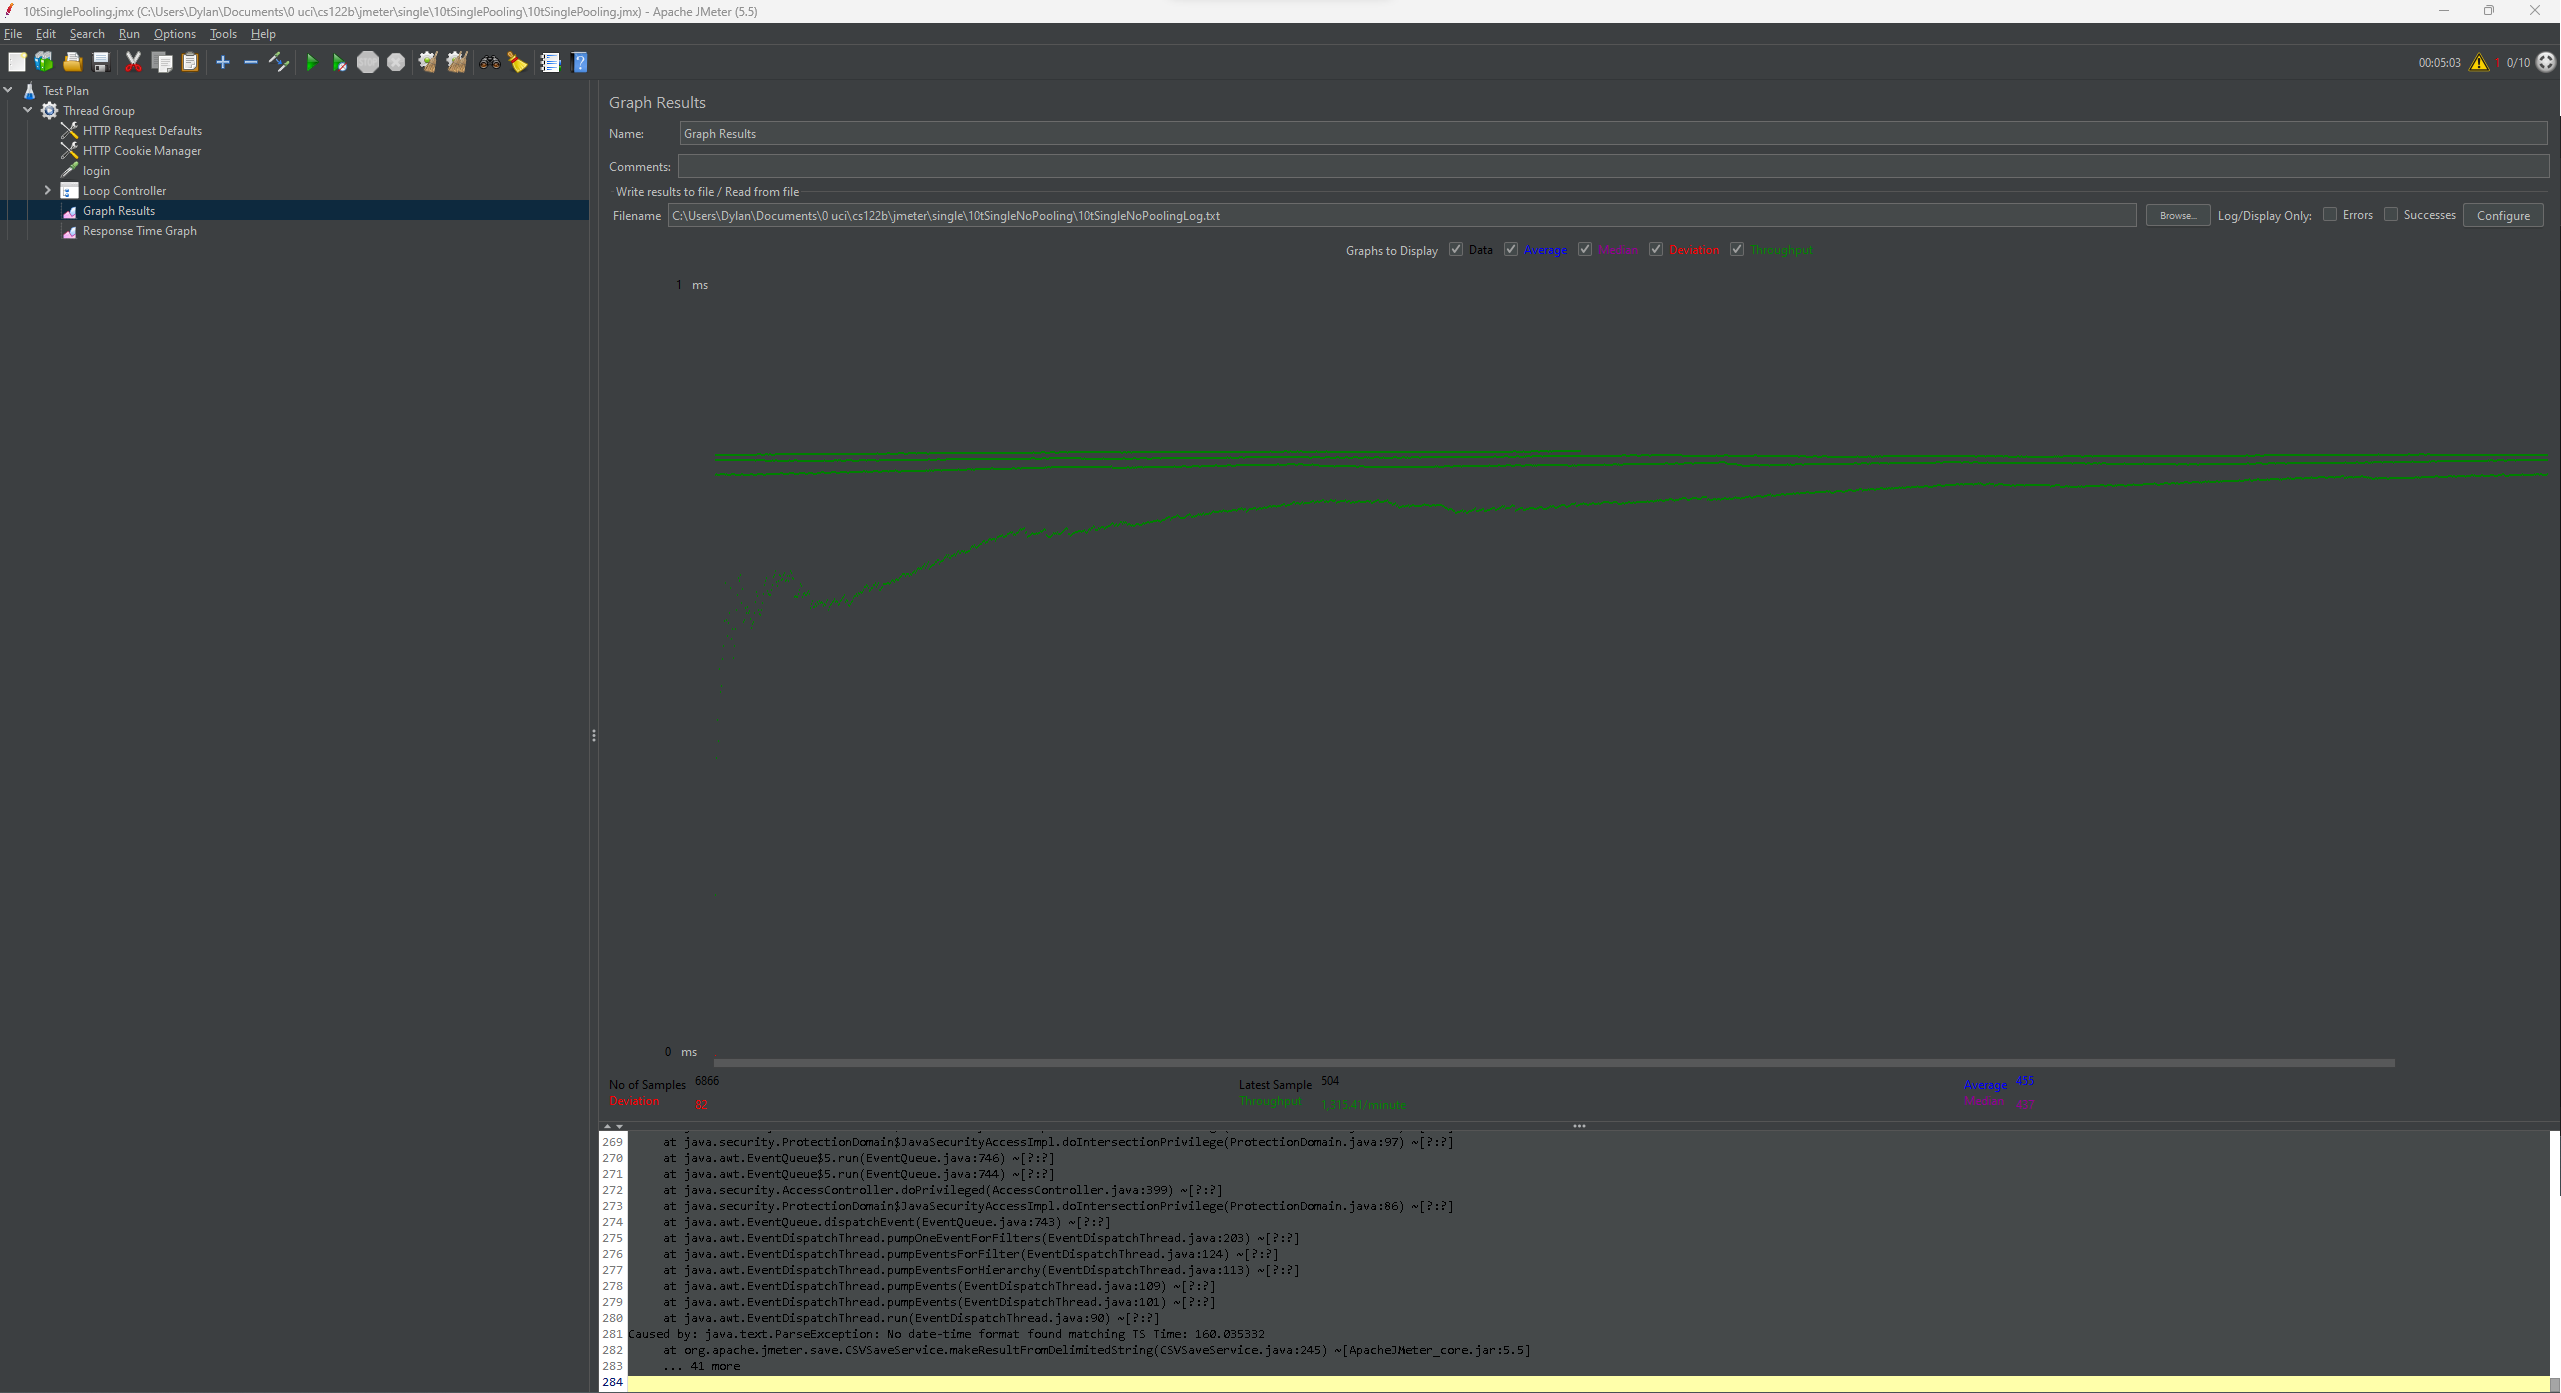 10tSinglePooling.jmx (C:\Users\Dylan\Documents\0 uci\cs122b\jmeter\single\10tSinglePooling\10tSinglePooling.jmx) - Apache JMeter (5.5)
File Edit Search Run Options Tools Help
STOP
00:05:03 1 0/10
Test Plan
Thread Group
HTTP Request Defaults
HTTP Cookie Manager
login
Loop Controller
Graph Results
Response Time Graph
Graph Results
Name: Graph Results
Comments:
Write results to file / Read from file
Filename C:\Users\Dylan\Documents\0 uci\cs122b\jmeter\single\10tSingleNoPooling\10tSingleNoPoolingLog.txt Browse... Log/Display Only: Errors Successes Configure
Graphs to Display Data Average Median Deviation Throughput
1 ms
0 ms
No of Samples 6866 Latest Sample 504 Average 455
Deviation 82 Throughput 1,315.41/minute Median
269 at java.security.ProtectionDomain$JavaSecurityAccessImpl.doIntersectionPrivilege(ProtectionDomain.java:97) ~[?:?]
270 at java.awt.EventQueue$5.run(EventQueue.java:746) ~[?:?]
271 at java.awt.EventQueue$5.run(EventQueue.java:744) ~[?:?]
272 at java.security.AccessController.doPrivileged(AccessController.java:399) ~[?:?]
273 at java.security.ProtectionDomain$JavaSecurityAccessImpl.doIntersectionPrivilege(ProtectionDomain.java:86) ~[?:?]
274 at java.awt.EventQueue.dispatchEvent(EventQueue.java:743) ~[?:?]
275 at java.awt.EventDispatchThread.pumpOneEventForFilters(EventDispatchThread.java:203) ~[?:?]
276 at java.awt.EventDispatchThread.pumpEventsForFilter(EventDispatchThread.java:124) ~[?:?]
277 at java.awt.EventDispatchThread.pumpEventsForHierarchy(EventDispatchThread.java:113) ~[?:?]
278 at java.awt.EventDispatchThread.pumpEvents(EventDispatchThread.java:109) ~[?:?]
279 at java.awt.EventDispatchThread.pumpEvents(EventDispatchThread.java:101) ~[?:?]
280 at java.awt.EventDispatchThread.run(EventDispatchThread.java:90) ~[?:?]
281 Caused by: java.text.ParseException: No date-time format found matching TS Time: 160.035332
282 at org.apache.jmeter.save.CSVSaveService.makeResultFromDelimitedString(CSVSaveService.java:245) ~[ApacheJMeter_core.jar:5.5]
283 ... 41 more
284